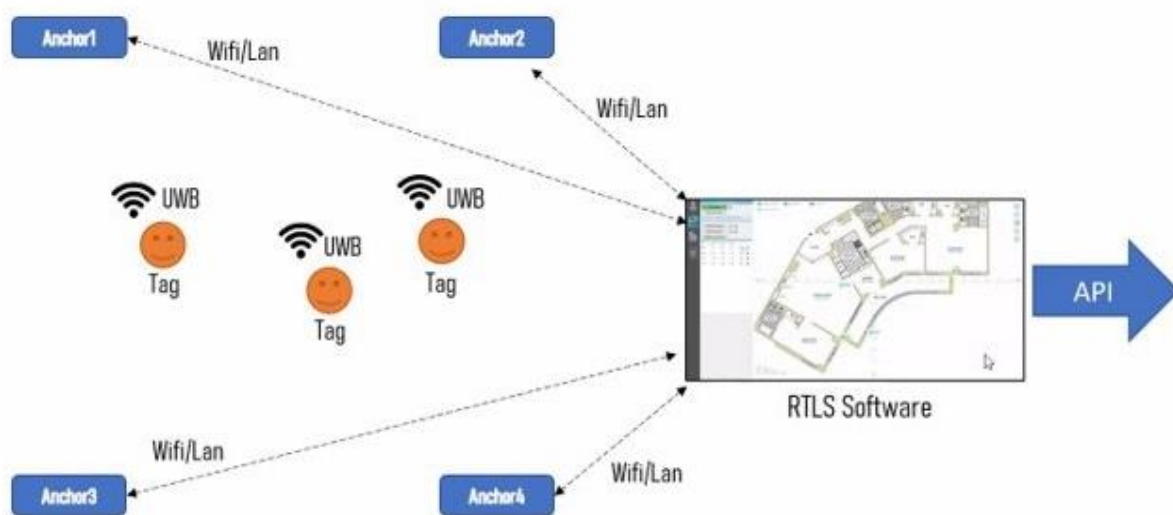 Anchor1
Anchor2
Wifi/Lan
Wifi/Lan
UWB
Tag
UWB
Tag
UWB
Tag
API
RTLS Software
Wifi/Lan
Wifi/Lan
Anchor3
Anchor4